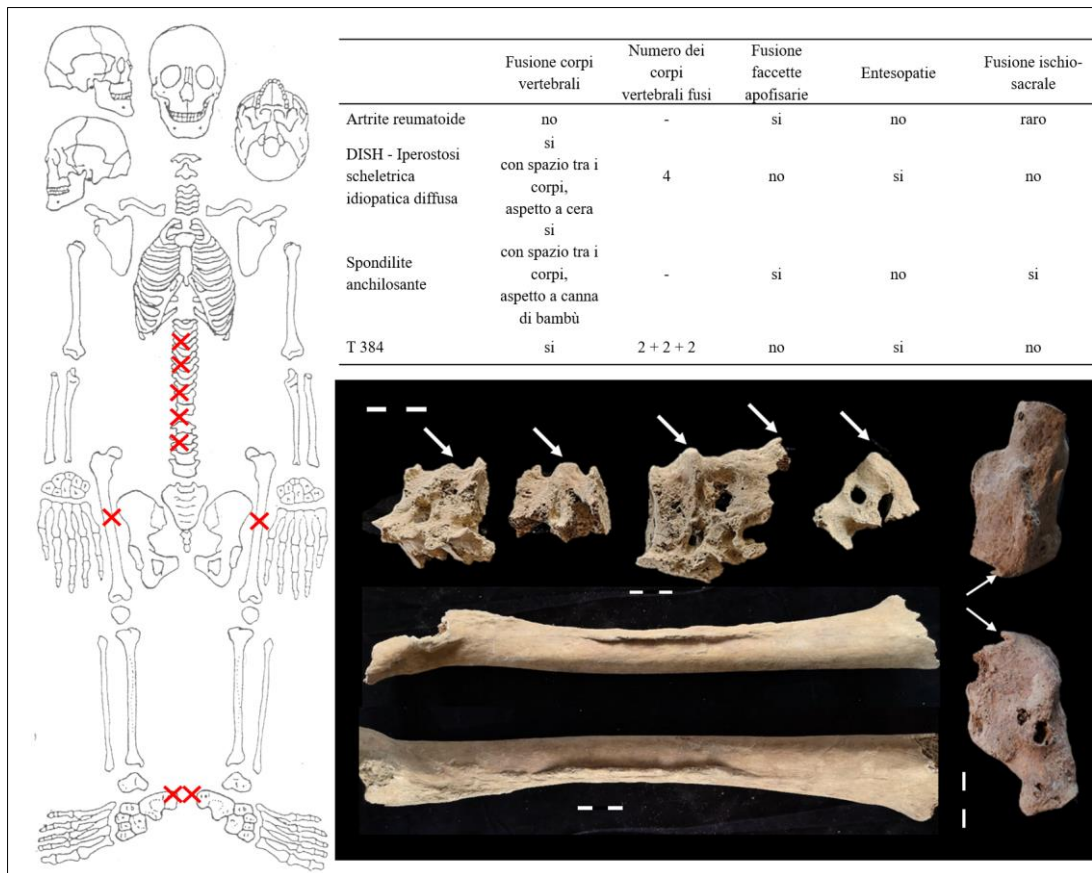 Fusione corpi vertebrali
Numero dei corpi vertebrali fusi
Fusione faccette apofisarie
Entesopatie
Fusione ischio-sacrale
Artrite reumatoide
no
-
si
no
raro
DISH - Iperostosi scheletrica idiopatica diffusa
si
con spazio tra i corpi,
aspetto a cera
4
no
si
no
Spondilite anchilosante
si
con spazio tra i corpi,
aspetto a canna di bambù
-
si
no
si
T 384
si
2 + 2 + 2
no
si
no